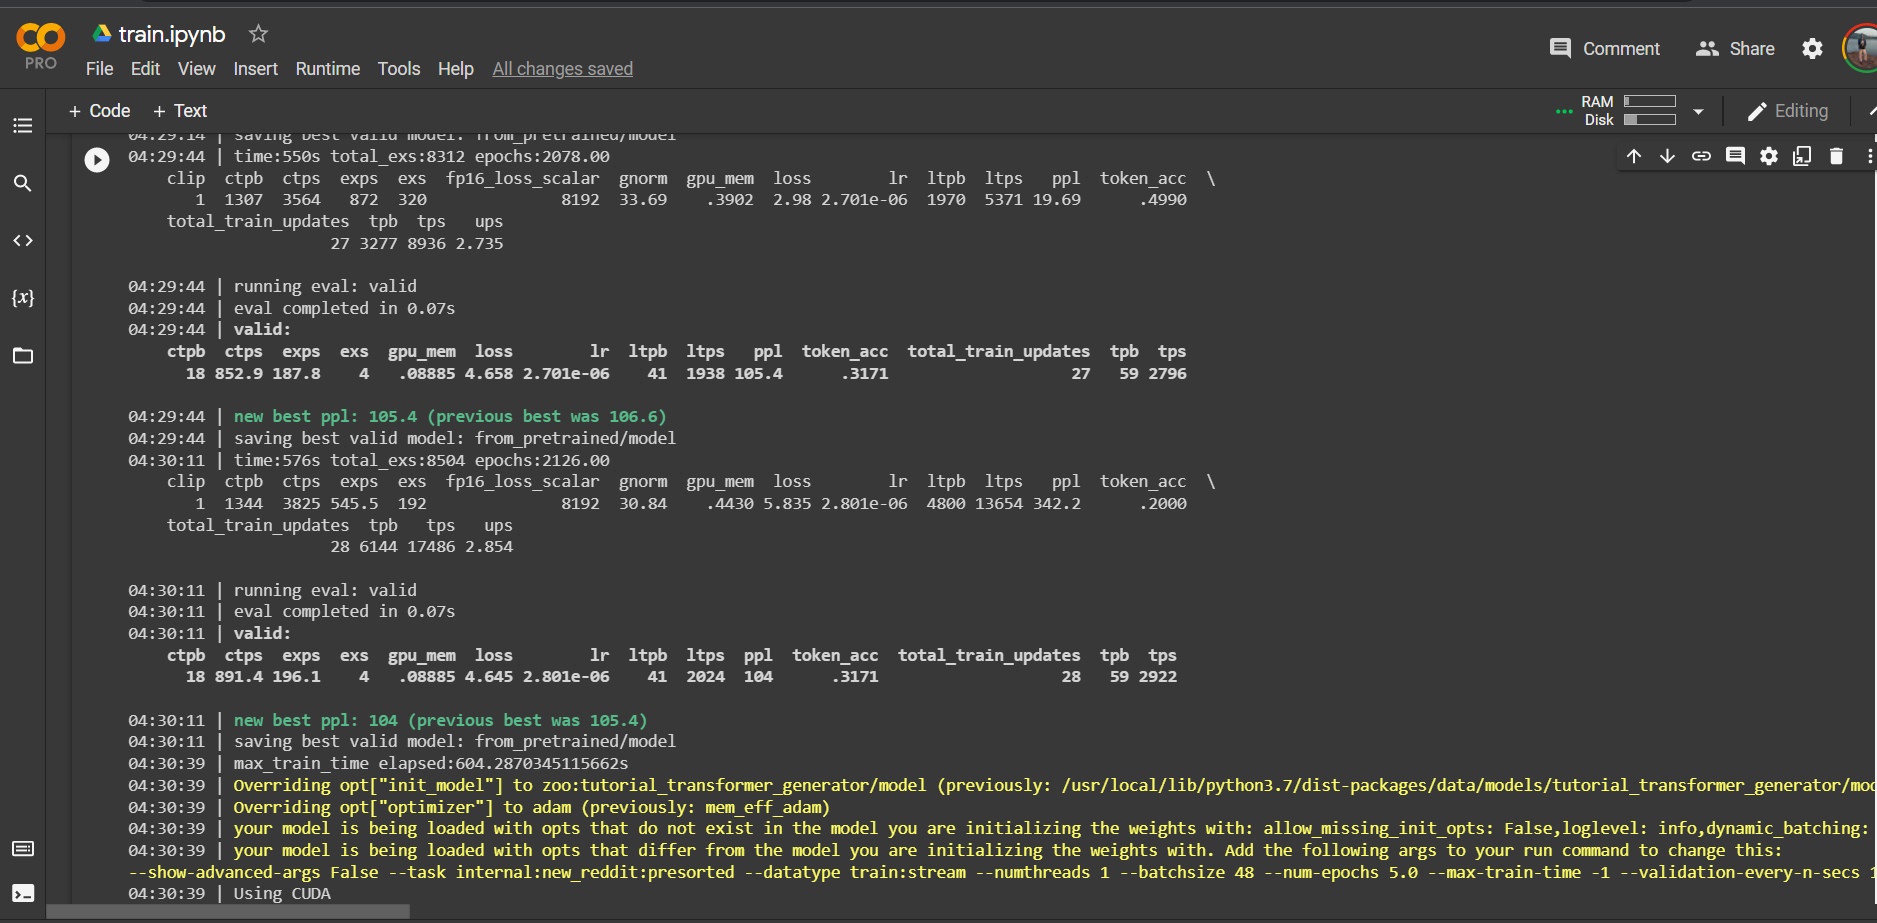 train.ipynb
PRO
File Edit View Insert Runtime Tools Help All changes saved
Comment Share
+ Code + Text
RAM
Disk
Editing
04:29:14 | saving best valid model: from_pretrained/model
04:29:44 | time:550s total_exs:8312 epochs:2078.00
clip ctpb ctps exps exs fp16_loss_scalar gnorm gpu_mem loss lr ltpb ltps ppl token_acc \
1 1307 3564 872 320 8192 33.69 .3902 2.98 2.701e-06 1970 5371 19.69 .4990
total_train_updates tpb tps ups
27 3277 8936 2.735
04:29:44 | running eval: valid
04:29:44 | eval completed in 0.07s
04:29:44 | valid:
ctpb ctps exps exs gpu_mem loss lr ltpb ltps ppl token_acc total_train_updates tpb tps
18 852.9 187.8 4 .08885 4.658 2.701e-06 41 1938 105.4 .3171 27 59 2796
04:29:44 | new best ppl: 105.4 (previous best was 106.6)
04:29:44 | saving best valid model: from_pretrained/model
04:30:11 | time:576s total_exs:8504 epochs:2126.00
clip ctpb ctps exps exs fp16_loss_scalar gnorm gpu_mem loss lr ltpb ltps ppl token_acc \
1 1344 3825 545.5 192 8192 30.84 .4430 5.835 2.801e-06 4800 13654 342.2 .2000
total_train_updates tpb tps ups
28 6144 17486 2.854
04:30:11 | running eval: valid
04:30:11 | eval completed in 0.07s
04:30:11 | valid:
ctpb ctps exps exs gpu_mem loss lr ltpb ltps ppl token_acc total_train_updates tpb tps
18 891.4 196.1 4 .08885 4.645 2.801e-06 41 2024 104 .3171 28 59 2922
04:30:11 | new best ppl: 104 (previous best was 105.4)
04:30:11 | saving best valid model: from_pretrained/model
04:30:39 | max_train_time elapsed:604.2870345115662s
04:30:39 | Overriding opt["init_model"] to zoo:tutorial_transformer_generator/model (previously: /usr/local/lib/python3.7/dist-packages/data/models/tutorial_transformer_generator/mod
04:30:39 | Overriding opt["optimizer"] to adam (previously: mem_eff_adam)
04:30:39 | your model is being loaded with opts that do not exist in the model you are initializing the weights with: allow_missing_init_opts: False,loglevel: info,dynamic_batching:
04:30:39 | your model is being loaded with opts that differ from the model you are initializing the weights with. Add the following args to your run command to change this:
--show-advanced-args False --task internal:new_reddit:presorted --datatype train:stream --numthreads 1 --batchsize 48 --num-epochs 5.0 --max-train-time -1 --validation-every-n-secs 1
04:30:39 | Using CUDA